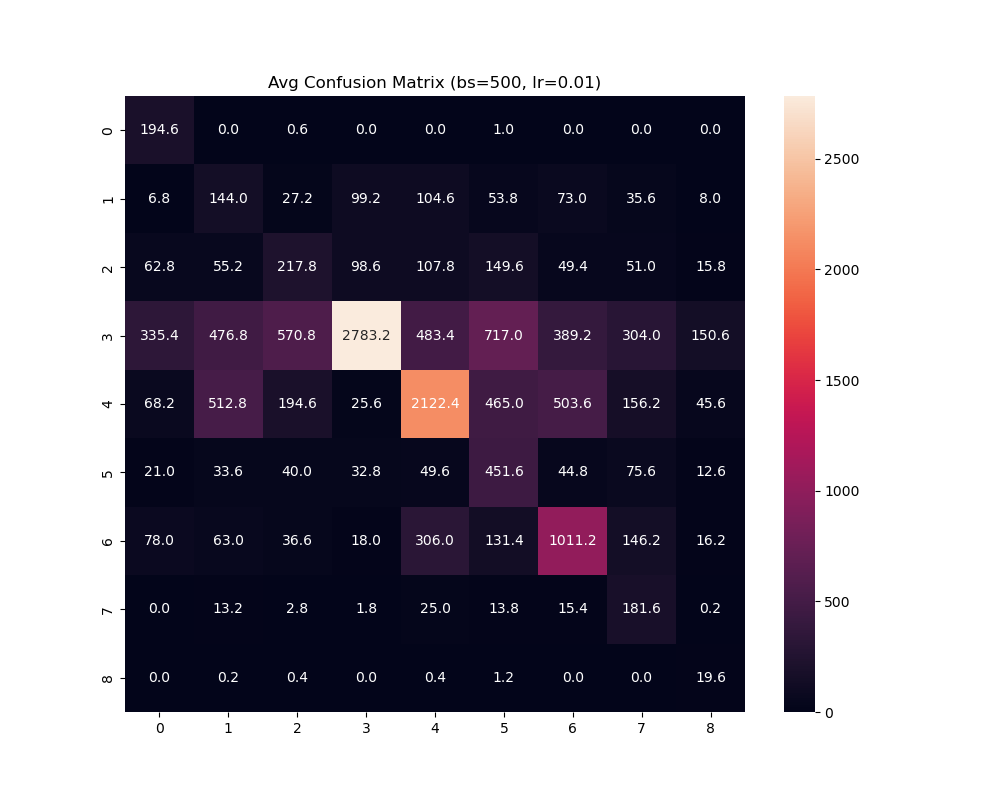 Avg Confusion Matrix (bs=500, lr=0.01)
0 194.6 0.0 0.6 0.0 0.0 1.0 0.0 0.0 0.0
1 6.8 144.0 27.2 99.2 104.6 53.8 73.0 35.6 8.0
2 62.8 55.2 217.8 98.6 107.8 149.6 49.4 51.0 15.8
3 335.4 476.8 570.8 2783.2 483.4 717.0 389.2 304.0 150.6
4 68.2 512.8 194.6 25.6 2122.4 465.0 503.6 156.2 45.6
5 21.0 33.6 40.0 32.8 49.6 451.6 44.8 75.6 12.6
6 78.0 63.0 36.6 18.0 306.0 131.4 1011.2 146.2 16.2
7 0.0 13.2 2.8 1.8 25.0 13.8 15.4 181.6 0.2
8 0.0 0.2 0.4 0.0 0.4 1.2 0.0 0.0 19.6
0 1 2 3 4 5 6 7 8
2500
2000
1500
1000
500
0